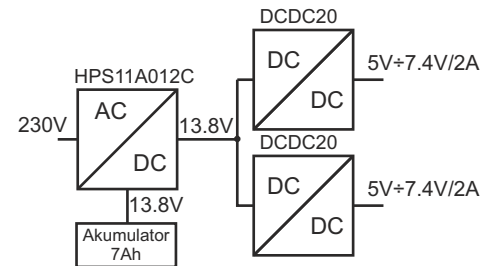 DCDC20
DC
DC
5V÷7.4V/2A
HPS11A012C
AC
DC
230V
13.8V
13.8V
Akumulator
7Ah
DCDC20
DC
DC
5V÷7.4V/2A